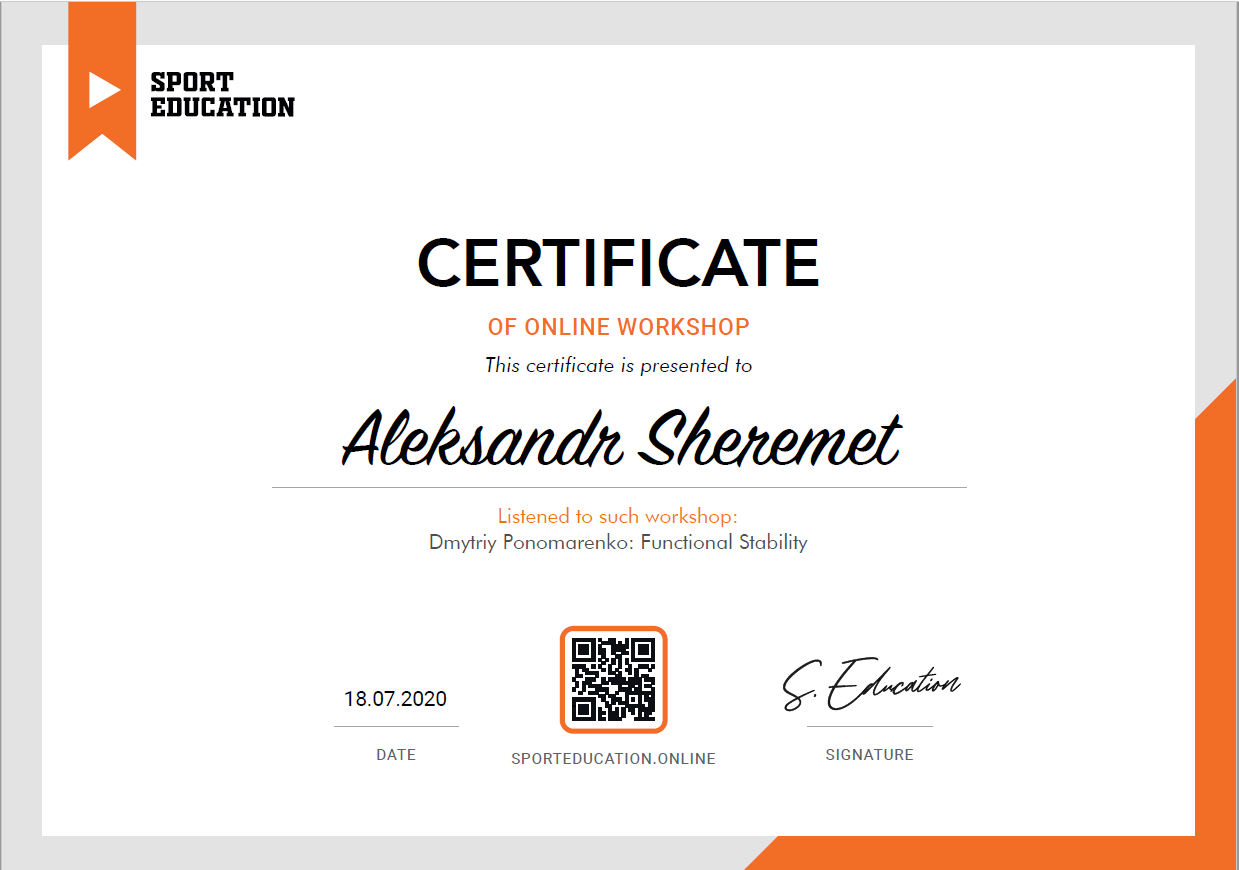 SPORT
EDUCATION
CERTIFICATE
OF ONLINE WORKSHOP
This certificate is presented to
Aleksandr Sheremet
Listened to such workshop:
Dmytriy Ponomarenko: Functional Stability
18.07.2020
DATE
SPORTEDUCATION.ONLINE
S. Education
SIGNATURE